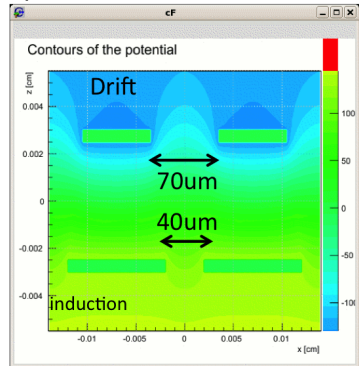 cF
Contours of the potential
z [cm]
Drift
0.004
0.002
70um
0
40um
-0.002
-0.004
induction
-0.01
-0.005
0
0.005
0.01
x [cm]
100
50
0
-50
-100